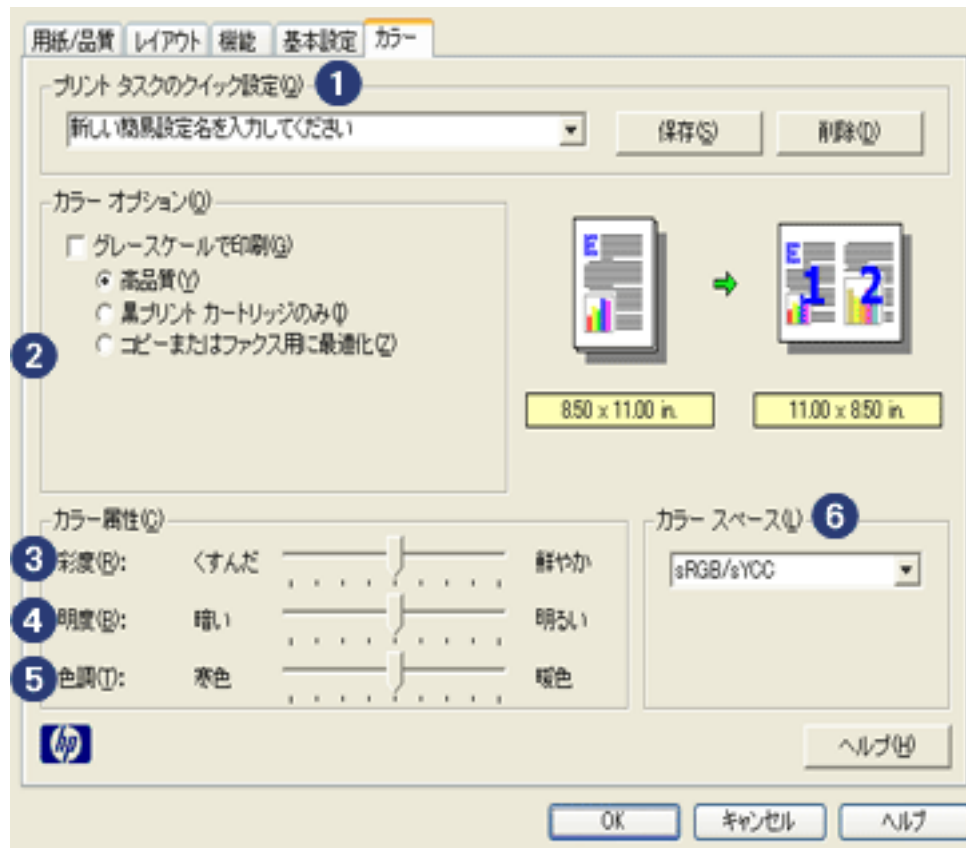 用紙/品質 レイアウト 機能 基本設定 カラー
プリント タスクのクイック設定(Q) 1
新しい簡易設定名を入力してください 保存(S) 削除(D)
カラー オプション(O)
グレースケールで印刷(G)
高品質(Y)
黒プリント カートリッジのみ(I)
コピーまたはファクス用に最適化(Z)
2
E
E
1 2
8.50 x 11.00 in. 11.00 x 8.50 in.
カラー属性(C)
3 彩度(R): くすんだ 鮮やか
4 明度(B): 暗い 明るい
5 色調(T): 寒色 暖色
カラー スペース(L) 6
sRGB/sYCC
hp
ヘルプ(H)
OK キャンセル ヘルプ